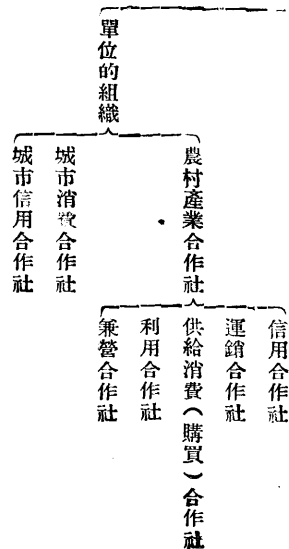 單位的組織
農村產業合作社
信用合作社
運銷合作社
供給消費（購買）合作社
利用合作社
兼營合作社
城市消費合作社
城市信用合作社